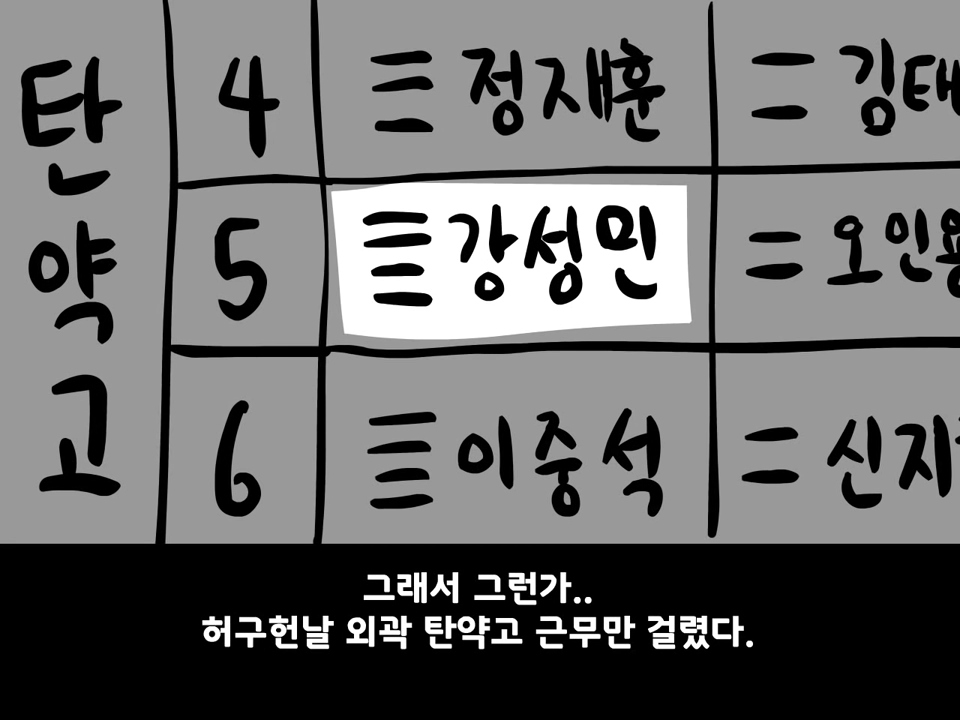 탄약고
4 정재훈 김태
5 강성민 오인용
6 이중석 신지
그래서 그런가..
허구헌날 외곽 탄약고 근무만 걸렸다.